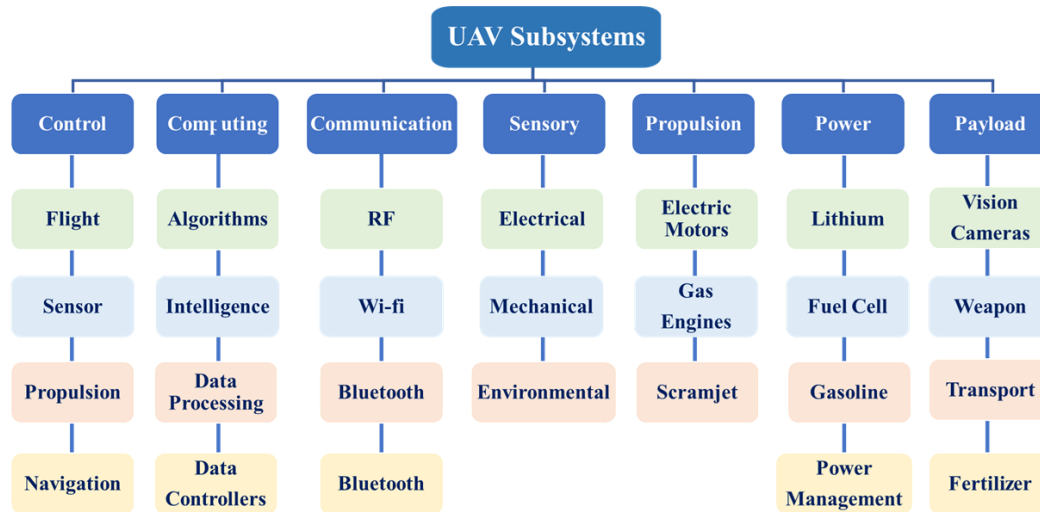 UAV Subsystems
Control
Computing
Communication
Sensory
Propulsion
Power
Payload
Flight
Algorithms
RF
Electrical
Electric
Motors
Lithium
Vision
Cameras
Sensor
Intelligence
Wi-fi
Mechanical
Gas
Engines
Fuel Cell
Weapon
Propulsion
Data
Processing
Bluetooth
Environmental
Scramjet
Gasoline
Transport
Navigation
Data
Controllers
Bluetooth
Power
Management
Fertilizer